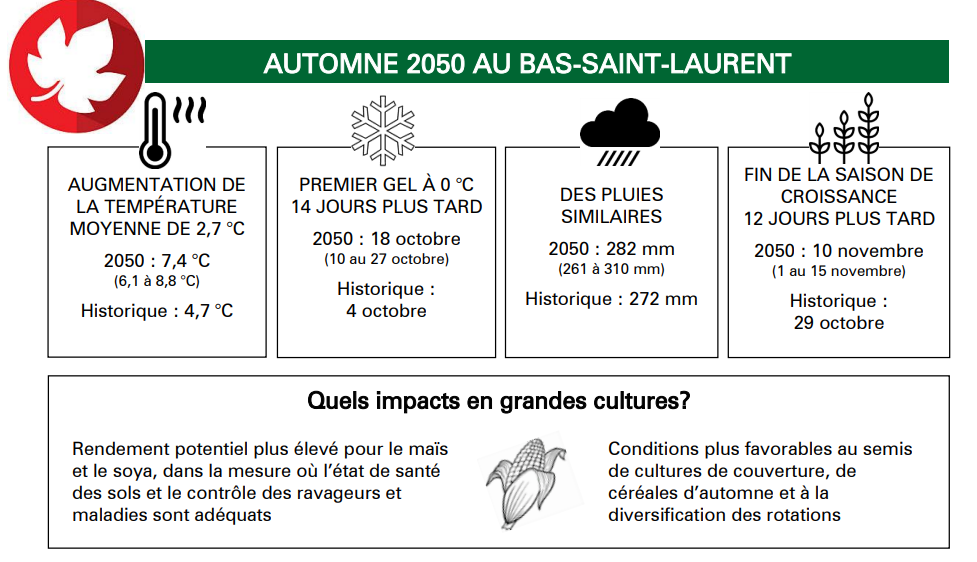 AUTOMNE 2050 AU BAS-SAINT-LAURENT
AUGMENTATION DE
LA TEMPÉRATURE
MOYENNE DE 2,7 °C
2050 : 7,4 °C
(6,1 à 8,8 °C)
Historique : 4,7 °C
PREMIER GEL À 0 °C
14 JOURS PLUS TARD
2050 : 18 octobre
(10 au 27 octobre)
Historique :
4 octobre
DES PLUIES
SIMILAIRES
2050 : 282 mm
(261 à 310 mm)
Historique : 272 mm
FIN DE LA SAISON DE
CROISSANCE
12 JOURS PLUS TARD
2050 : 10 novembre
(1 au 15 novembre)
Historique :
29 octobre
Quels impacts en grandes cultures?
Rendement potentiel plus élevé pour le maïs
et le soya, dans la mesure où l’état de santé
des sols et le contrôle des ravageurs et
maladies sont adéquats
Conditions plus favorables au semis
de cultures de couverture, de
céréales d’automne et à la
diversification des rotations